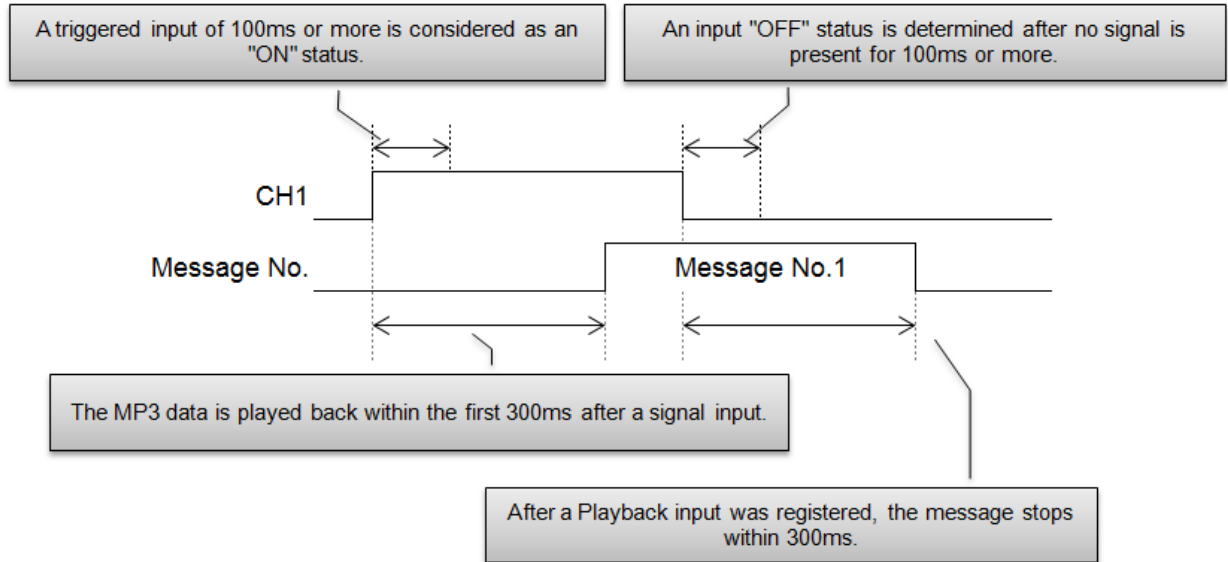 A triggered input of 100ms or more is considered as an
"ON" status.
An input "OFF" status is determined after no signal is
present for 100ms or more.
CH1
Message No.
Message No.1
The MP3 data is played back within the first 300ms after a signal input.
After a Playback input was registered, the message stops
within 300ms.